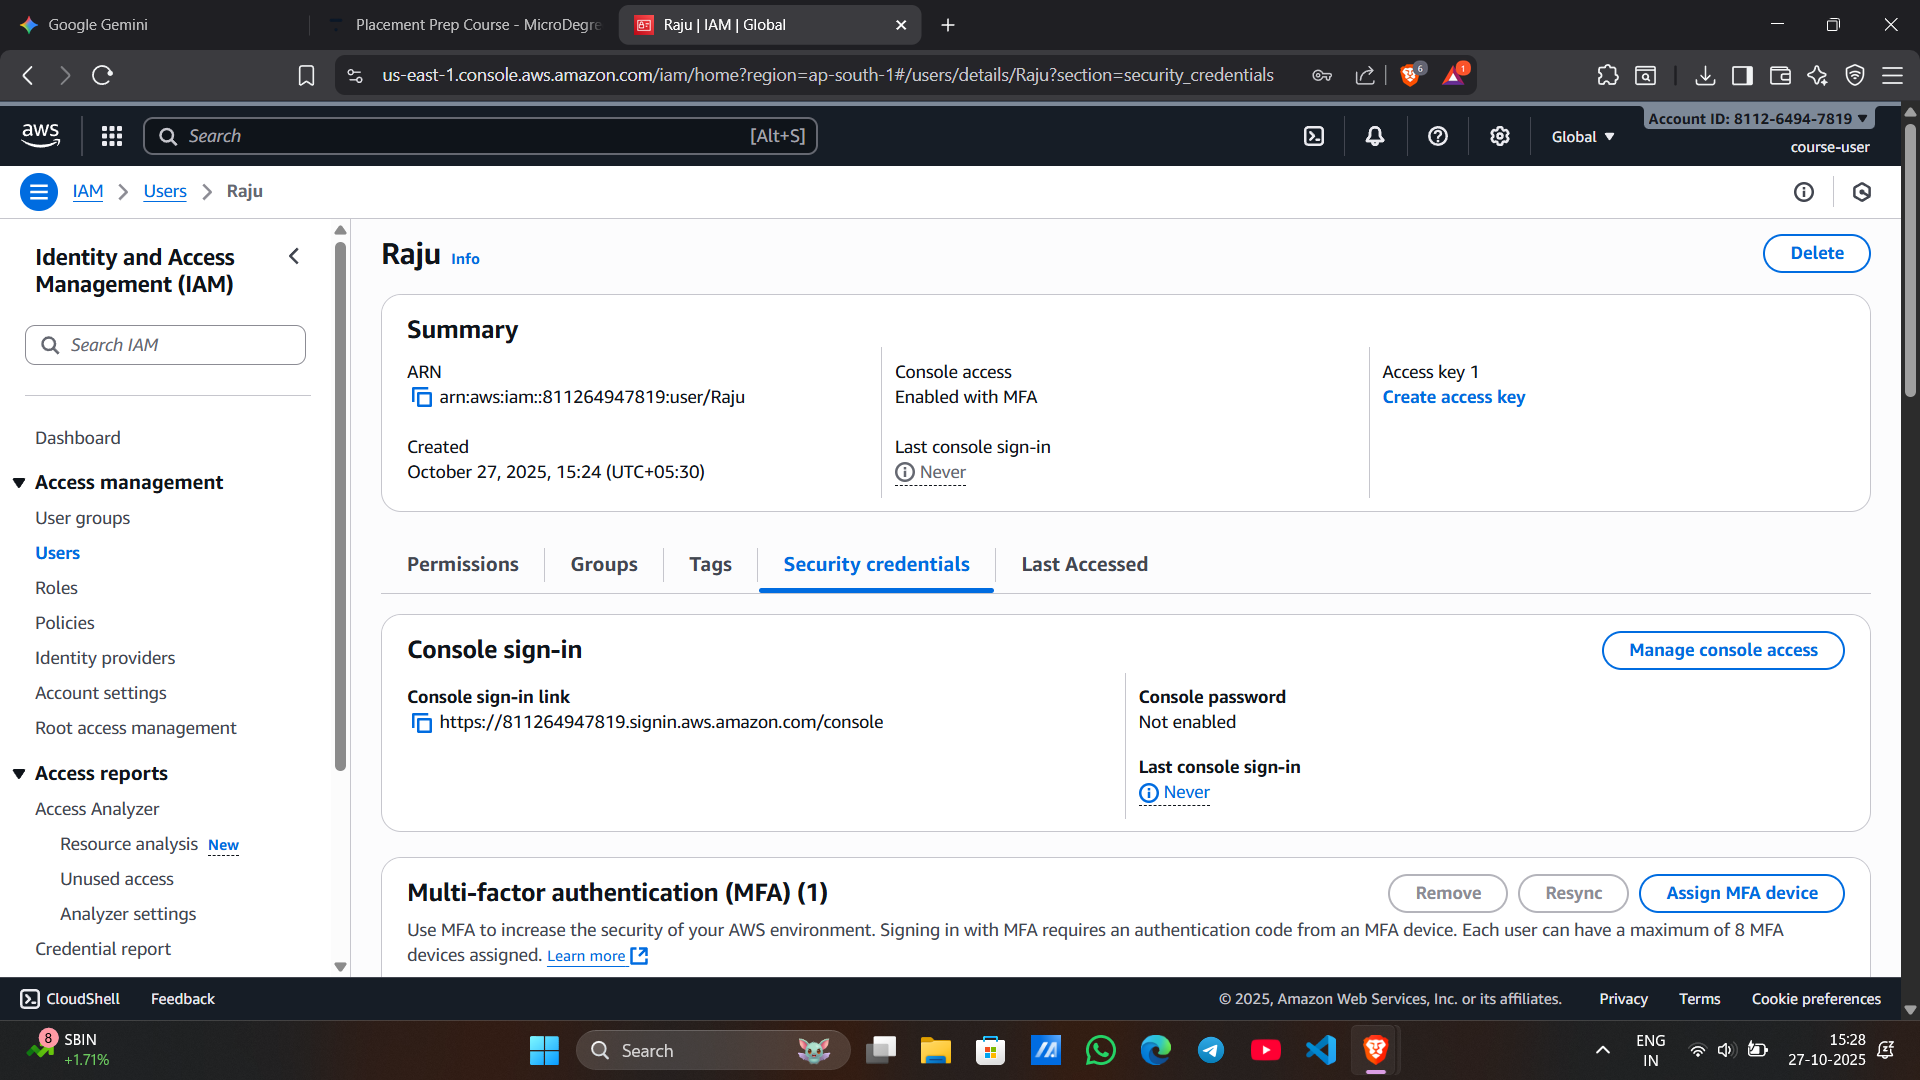 Google Gemini
Placement Prep Course - MicroDegre
Raju | IAM | Global
us-east-1.console.aws.amazon.com/iam/home?region=ap-south-1#/users/details/Raju?section=security_credentials
6
1
aws
Search
[Alt+S]
Global
Account ID: 8112-6494-7819
course-user
IAM
Users
Raju
Identity and Access
Management (IAM)
Search IAM
Dashboard
Access management
User groups
Users
Roles
Policies
Identity providers
Account settings
Root access management
Access reports
Access Analyzer
Resource analysis New
Unused access
Analyzer settings
Credential report
Raju Info
Delete
Summary
ARN
arn:aws:iam::811264947819:user/Raju
Created
October 27, 2025, 15:24 (UTC+05:30)
Console access
Enabled with MFA
Last console sign-in
Never
Access key 1
Create access key
Permissions
Groups
Tags
Security credentials
Last Accessed
Console sign-in
Manage console access
Console sign-in link
https://811264947819.signin.aws.amazon.com/console
Console password
Not enabled
Last console sign-in
Never
Multi-factor authentication (MFA) (1)
Remove
Resync
Assign MFA device
Use MFA to increase the security of your AWS environment. Signing in with MFA requires an authentication code from an MFA device. Each user can have a maximum of 8 MFA
devices assigned. Learn more
CloudShell
Feedback
© 2025, Amazon Web Services, Inc. or its affiliates.
Privacy
Terms
Cookie preferences
8
SBIN
+1.71%
Search
ENG
IN
15:28
27-10-2025